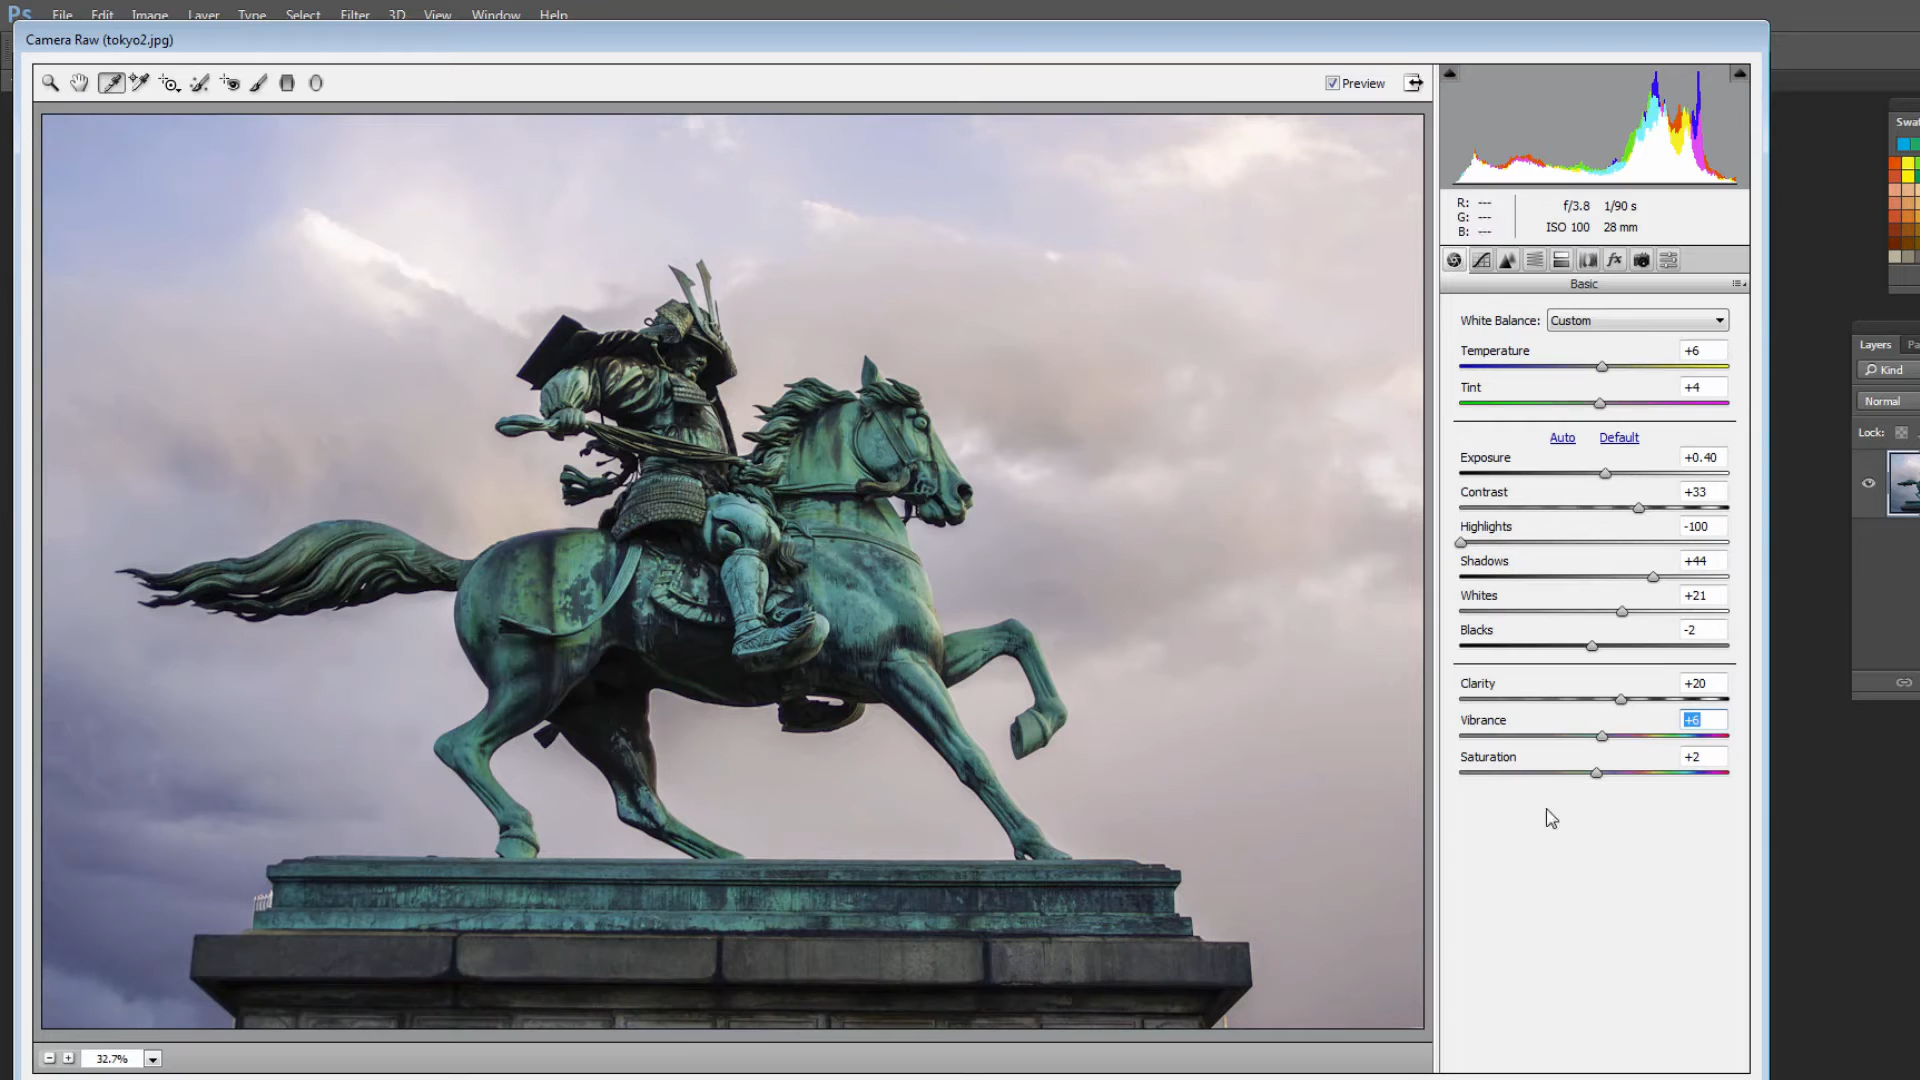 Ps File Edit Image Layer Type Select Filter 3D View Window Help
Camera Raw (tokyo2.jpg)
Preview
Swat
R: ---
G: ---
B: ---
f/3.8 1/90 s
ISO 100 28 mm
fx
Basic
White Balance: Custom
Temperature +6
Tint +4
Auto Default
Exposure +0.40
Contrast +33
Highlights -100
Shadows +44
Whites +21
Blacks -2
Clarity +20
Vibrance +6
Saturation +2
Layers Pa
Kind
Normal
Lock:
32.7%